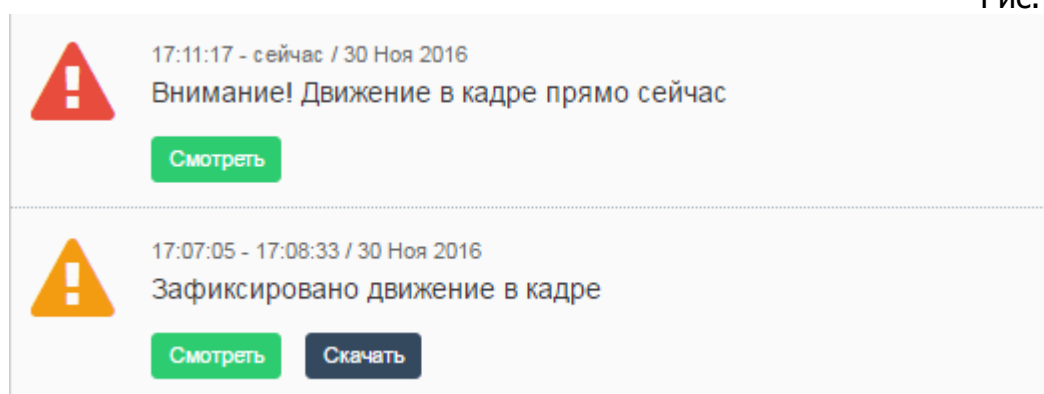 Рис.
17:11:17 - сейчас / 30 Ноя 2016
Внимание! Движение в кадре прямо сейчас
Смотреть
17:07:05 - 17:08:33 / 30 Ноя 2016
Зафиксировано движение в кадре
Смотреть Скачать